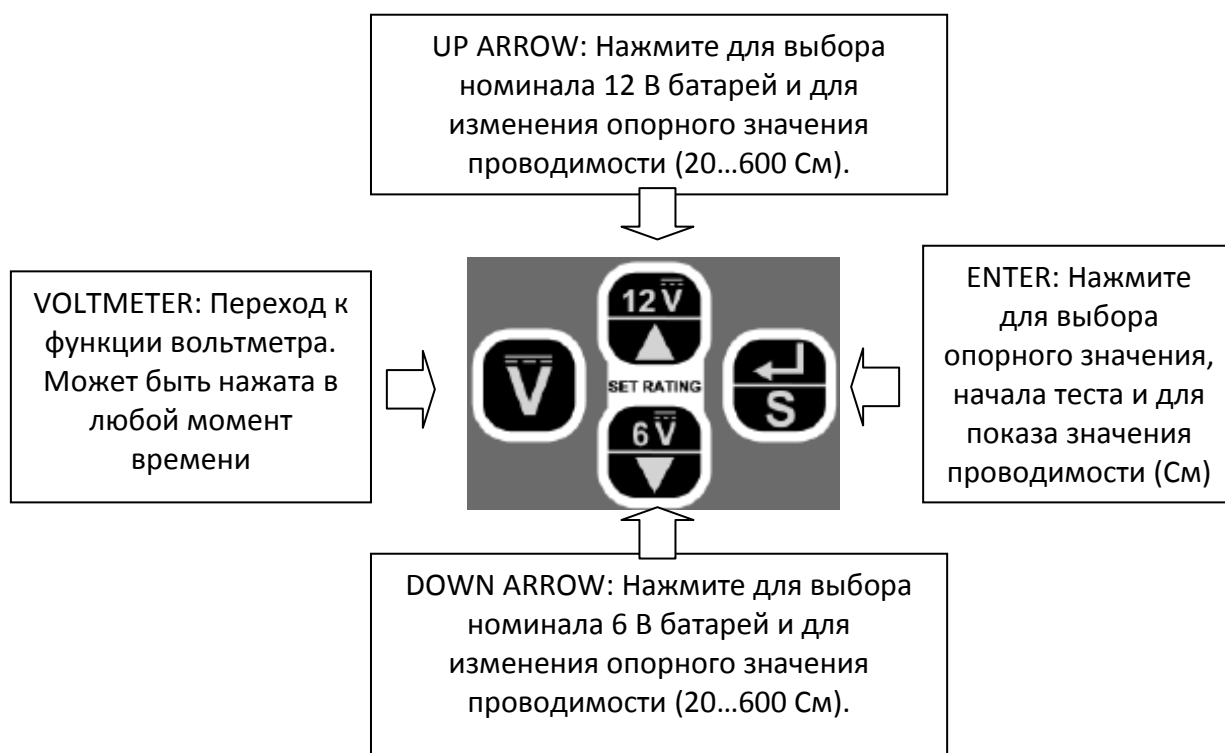 UP ARROW: Нажмите для выбора
номинала 12 В батарей и для
изменения опорного значения
проводимости (20…600 См).
VOLTMETER: Переход к
функции вольтметра.
Может быть нажата в
любой момент
времени
V
12 V
SET RATING
6 V
S
ENTER: Нажмите
для выбора
опорного значения,
начала теста и для
показа значения
проводимости (См)
DOWN ARROW: Нажмите для выбора
номинала 6 В батарей и для
изменения опорного значения
проводимости (20…600 См).